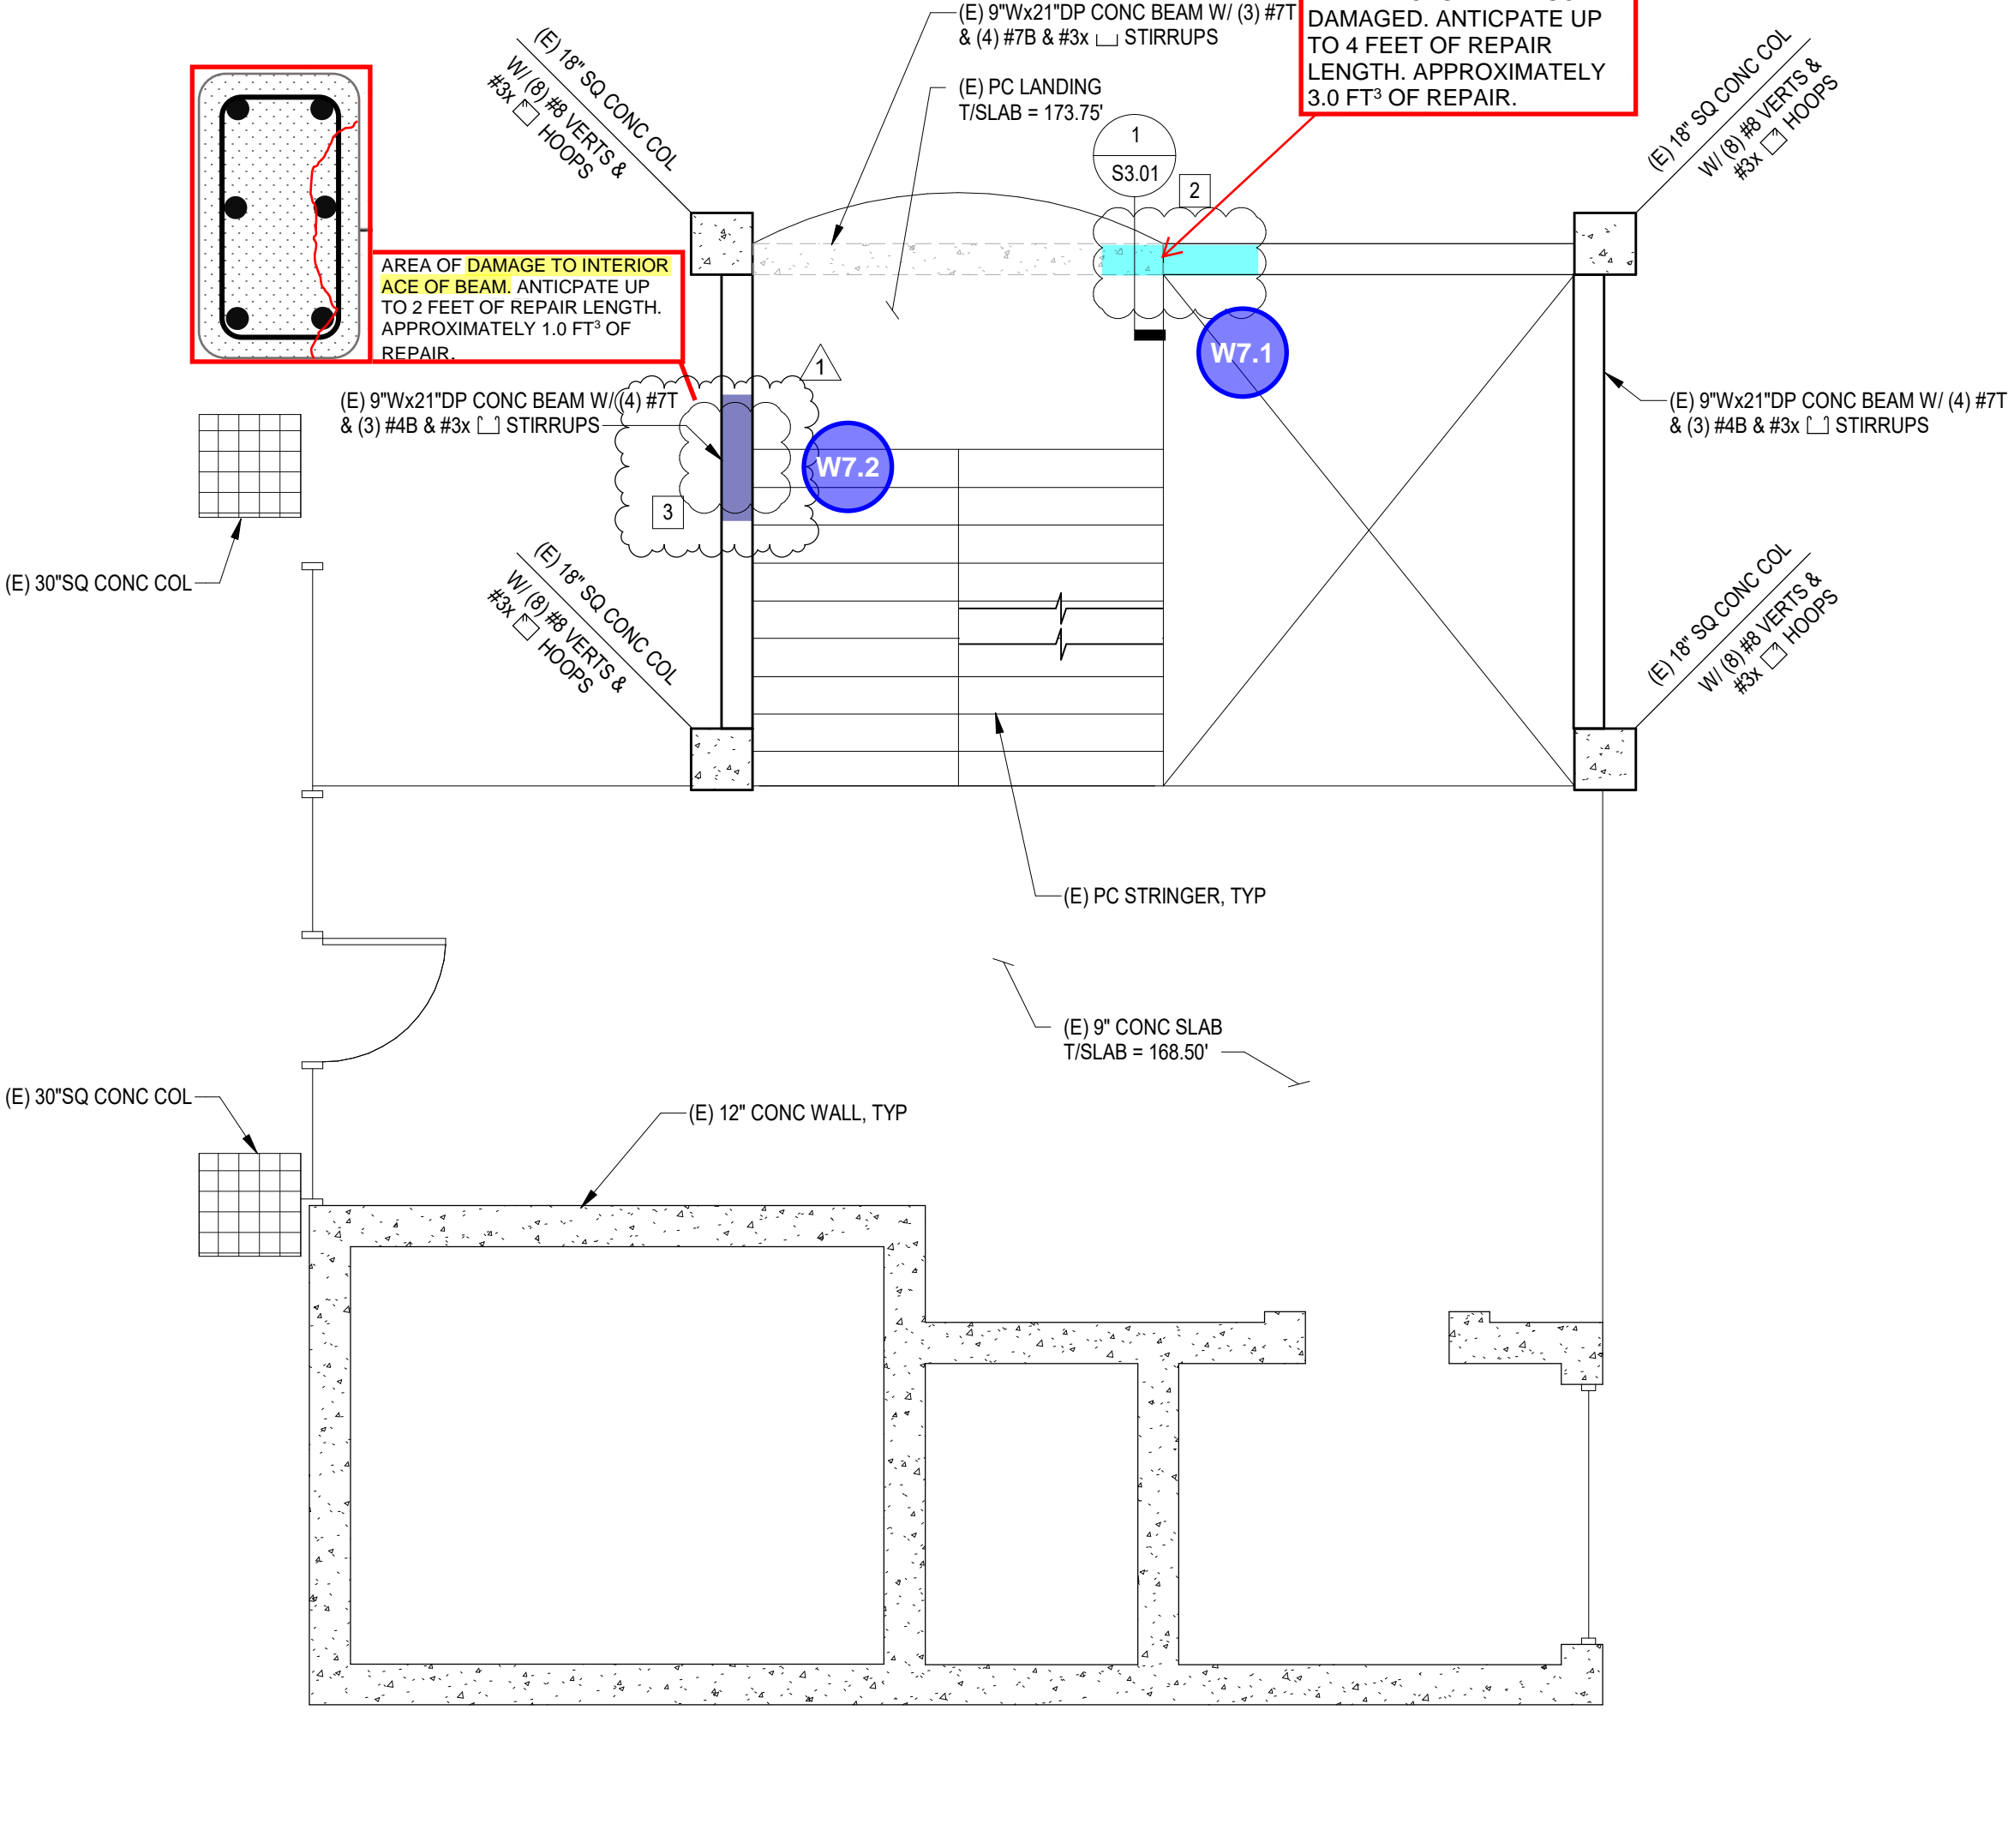 (E) 9"Wx21"DP CONC BEAM W/ (3) #7T
& (4) #7B & #3x STIRRUPS
DAMAGED. ANTICPATE UP
TO 4 FEET OF REPAIR
LENGTH. APPROXIMATELY
3.0 FT³ OF REPAIR.
(E) 18" SQ CONC COL
W/ (8) #8 VERTS &
#3x HOOPS
(E) PC LANDING
T/SLAB = 173.75'
1
S3.01
2
(E) 18" SQ CONC COL
W/ (8) #8 VERTS &
#3x HOOPS
AREA OF DAMAGE TO INTERIOR
ACE OF BEAM. ANTICPATE UP
TO 2 FEET OF REPAIR LENGTH.
APPROXIMATELY 1.0 FT³ OF
REPAIR.
W7.1
1
(E) 9"Wx21"DP CONC BEAM W/ (4) #7T
& (3) #4B & #3x STIRRUPS
W7.2
3
(E) 9"Wx21"DP CONC BEAM W/ (4) #7T
& (3) #4B & #3x STIRRUPS
(E) 30"SQ CONC COL
(E) 18" SQ CONC COL
W/ (8) #8 VERTS &
#3x HOOPS
(E) 18" SQ CONC COL
W/ (8) #8 VERTS &
#3x HOOPS
(E) PC STRINGER, TYP
(E) 9" CONC SLAB
T/SLAB = 168.50'
(E) 30"SQ CONC COL
(E) 12" CONC WALL, TYP